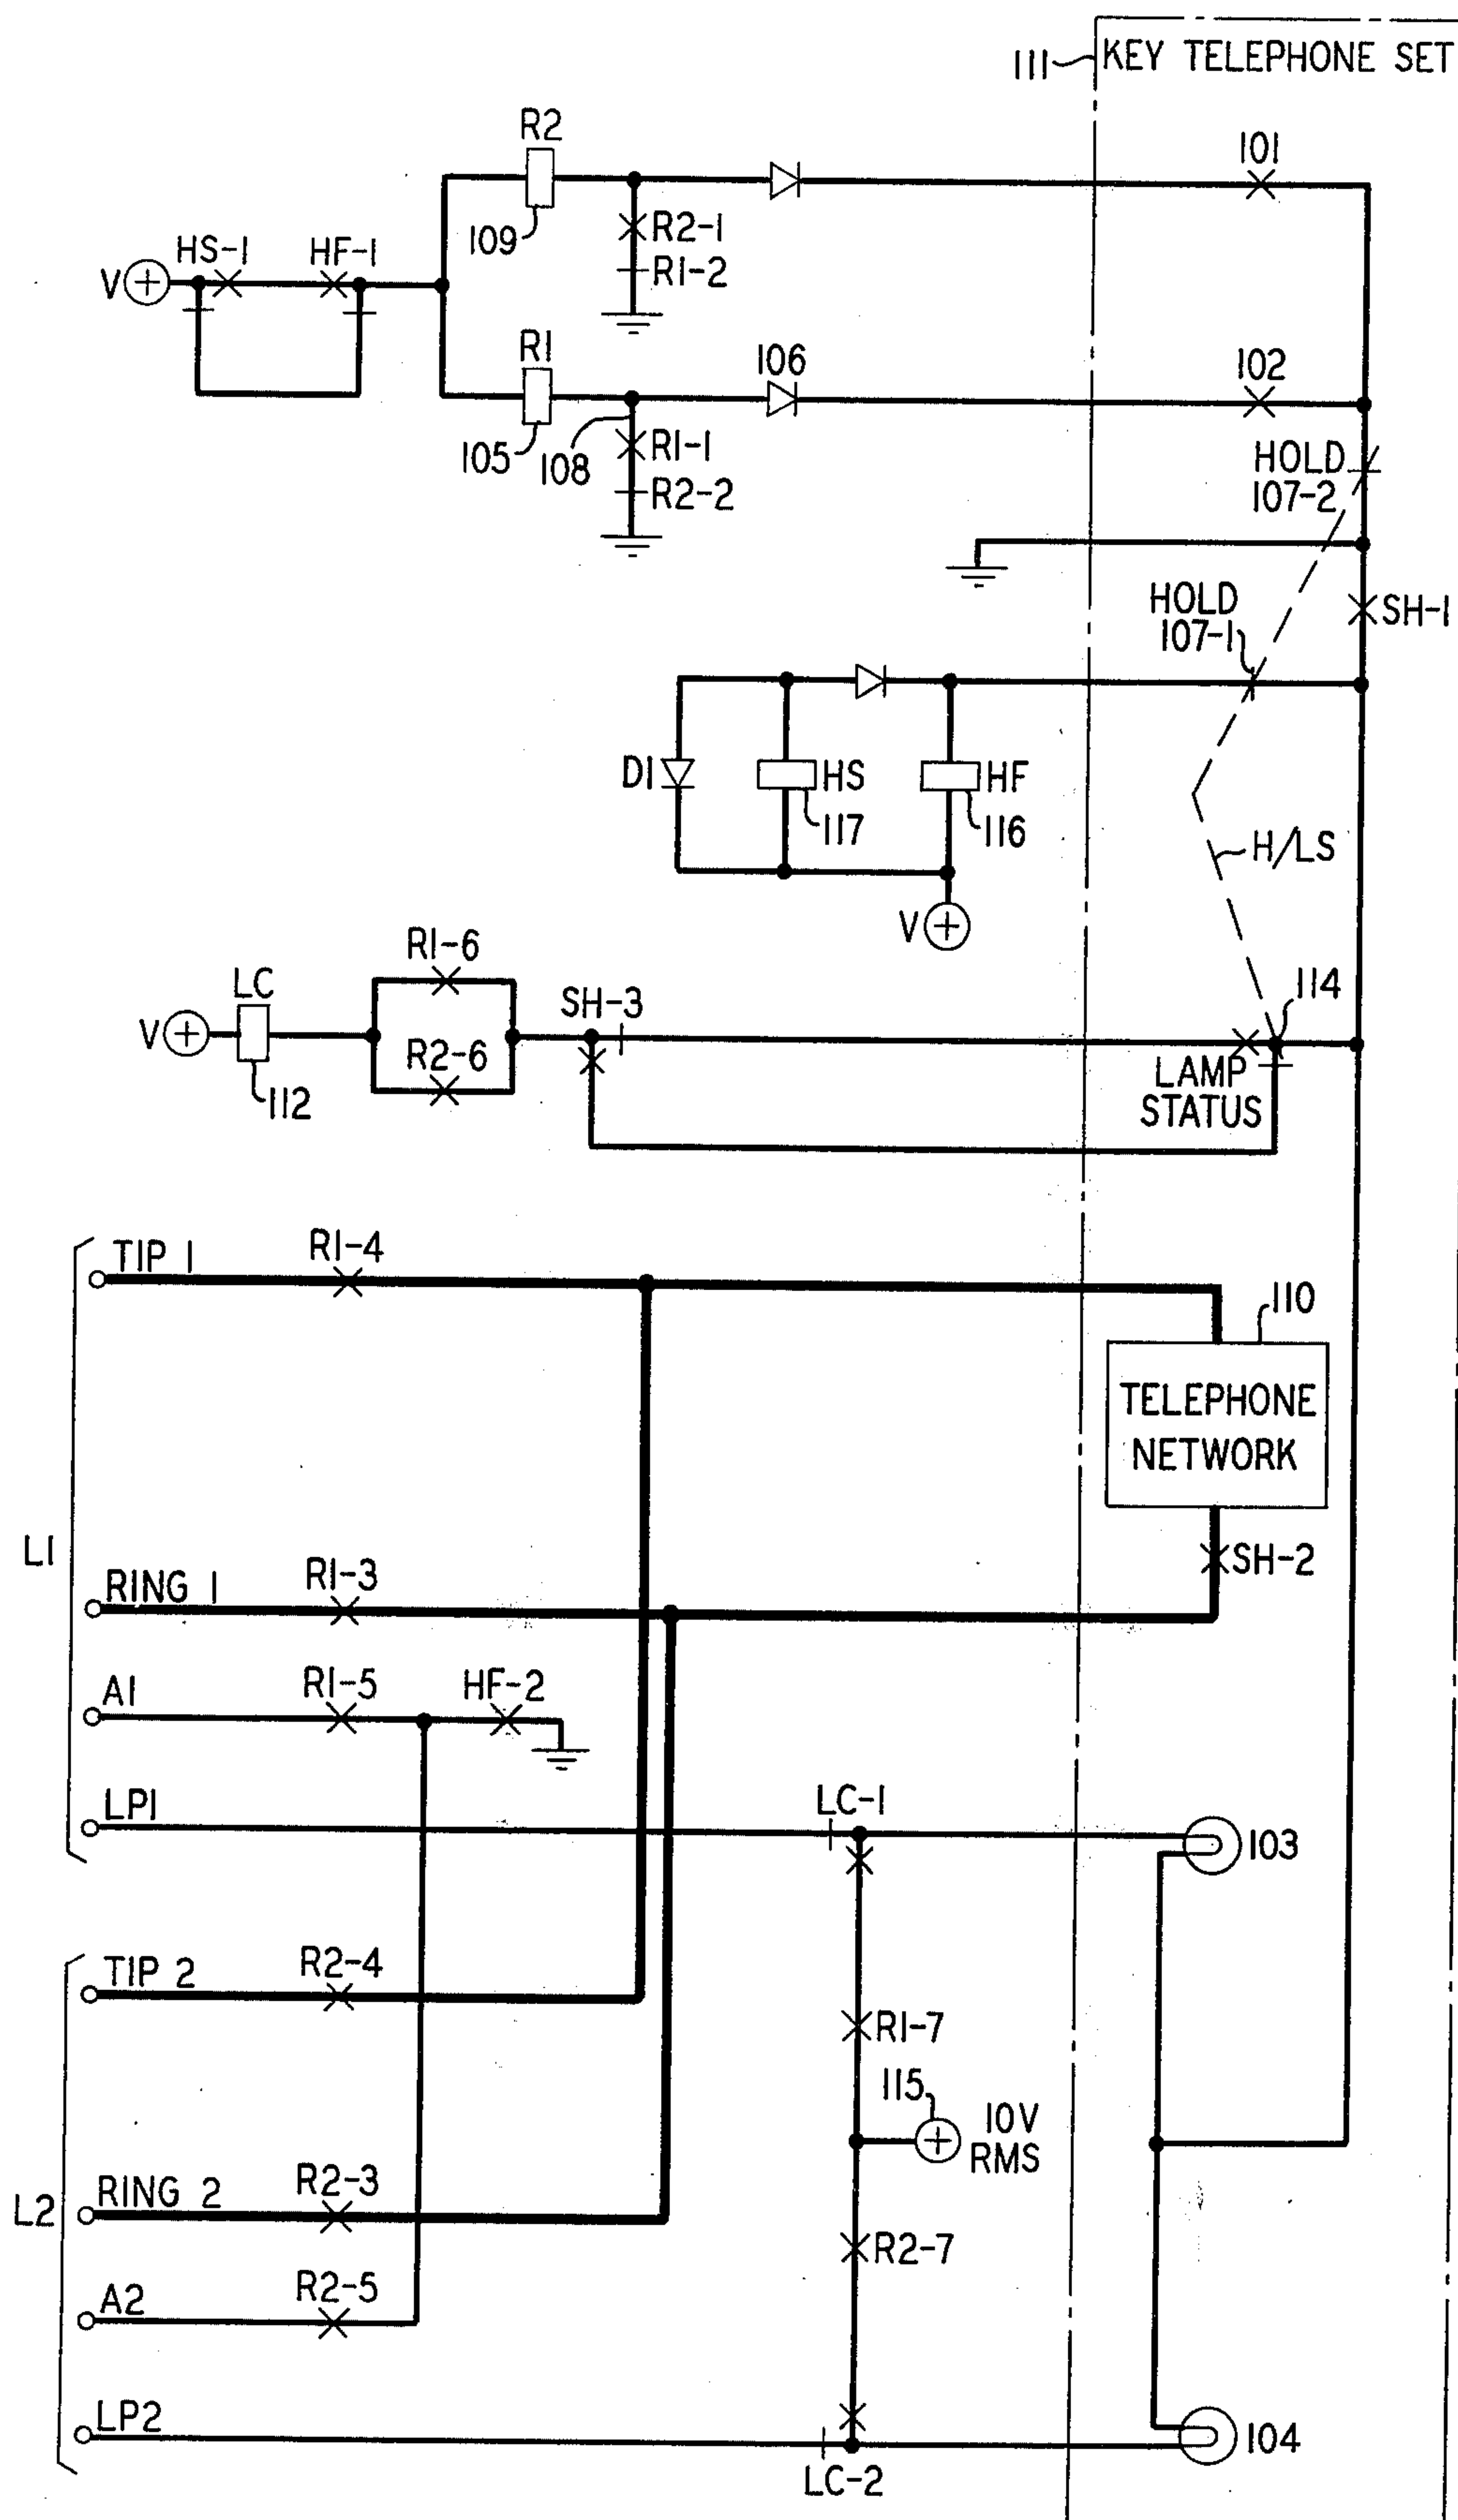 111
KEY TELEPHONE SET
R2
101
109
R2-1
R1-2
HS-1
HF-1
V
R1
106
102
105
108
R1-1
R2-2
HOLD
107-2
HOLD
107-1
SH-1
D1
HS
HF
117
116
H/LS
V
R1-6
LC
SH-3
114
V
R2-6
112
LAMP
STATUS
TIP 1
R1-4
110
TELEPHONE
NETWORK
L1
RING 1
R1-3
SH-2
A1
R1-5
HF-2
LP1
LC-1
103
TIP 2
R2-4
R1-7
115
10V
RMS
L2
RING 2
R2-3
R2-7
A2
R2-5
LP2
LC-2
104